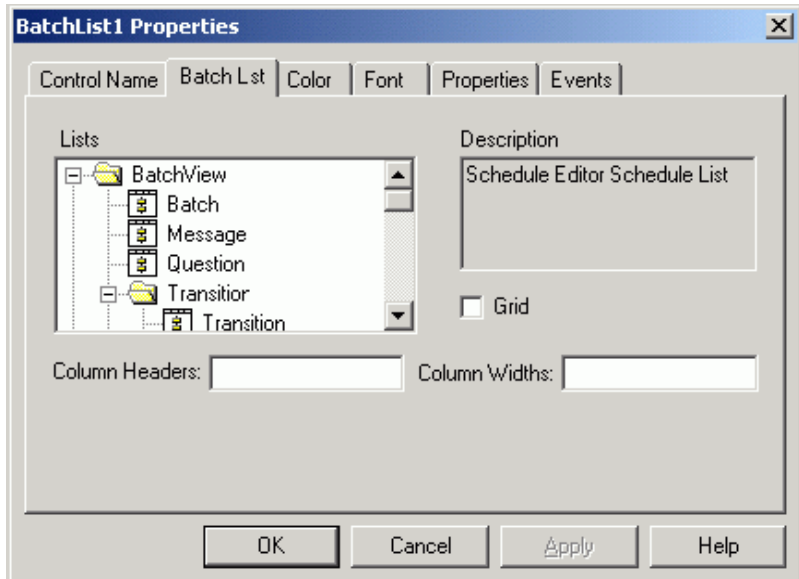 BatchList1 Properties
Control Name Batch Lst Color Font Properties Events
Lists
BatchView
Batch
Message
Question
Transitior
Transition
Description
Schedule Editor Schedule List
Grid
Column Headers: Column Widths:
OK Cancel Apply Help